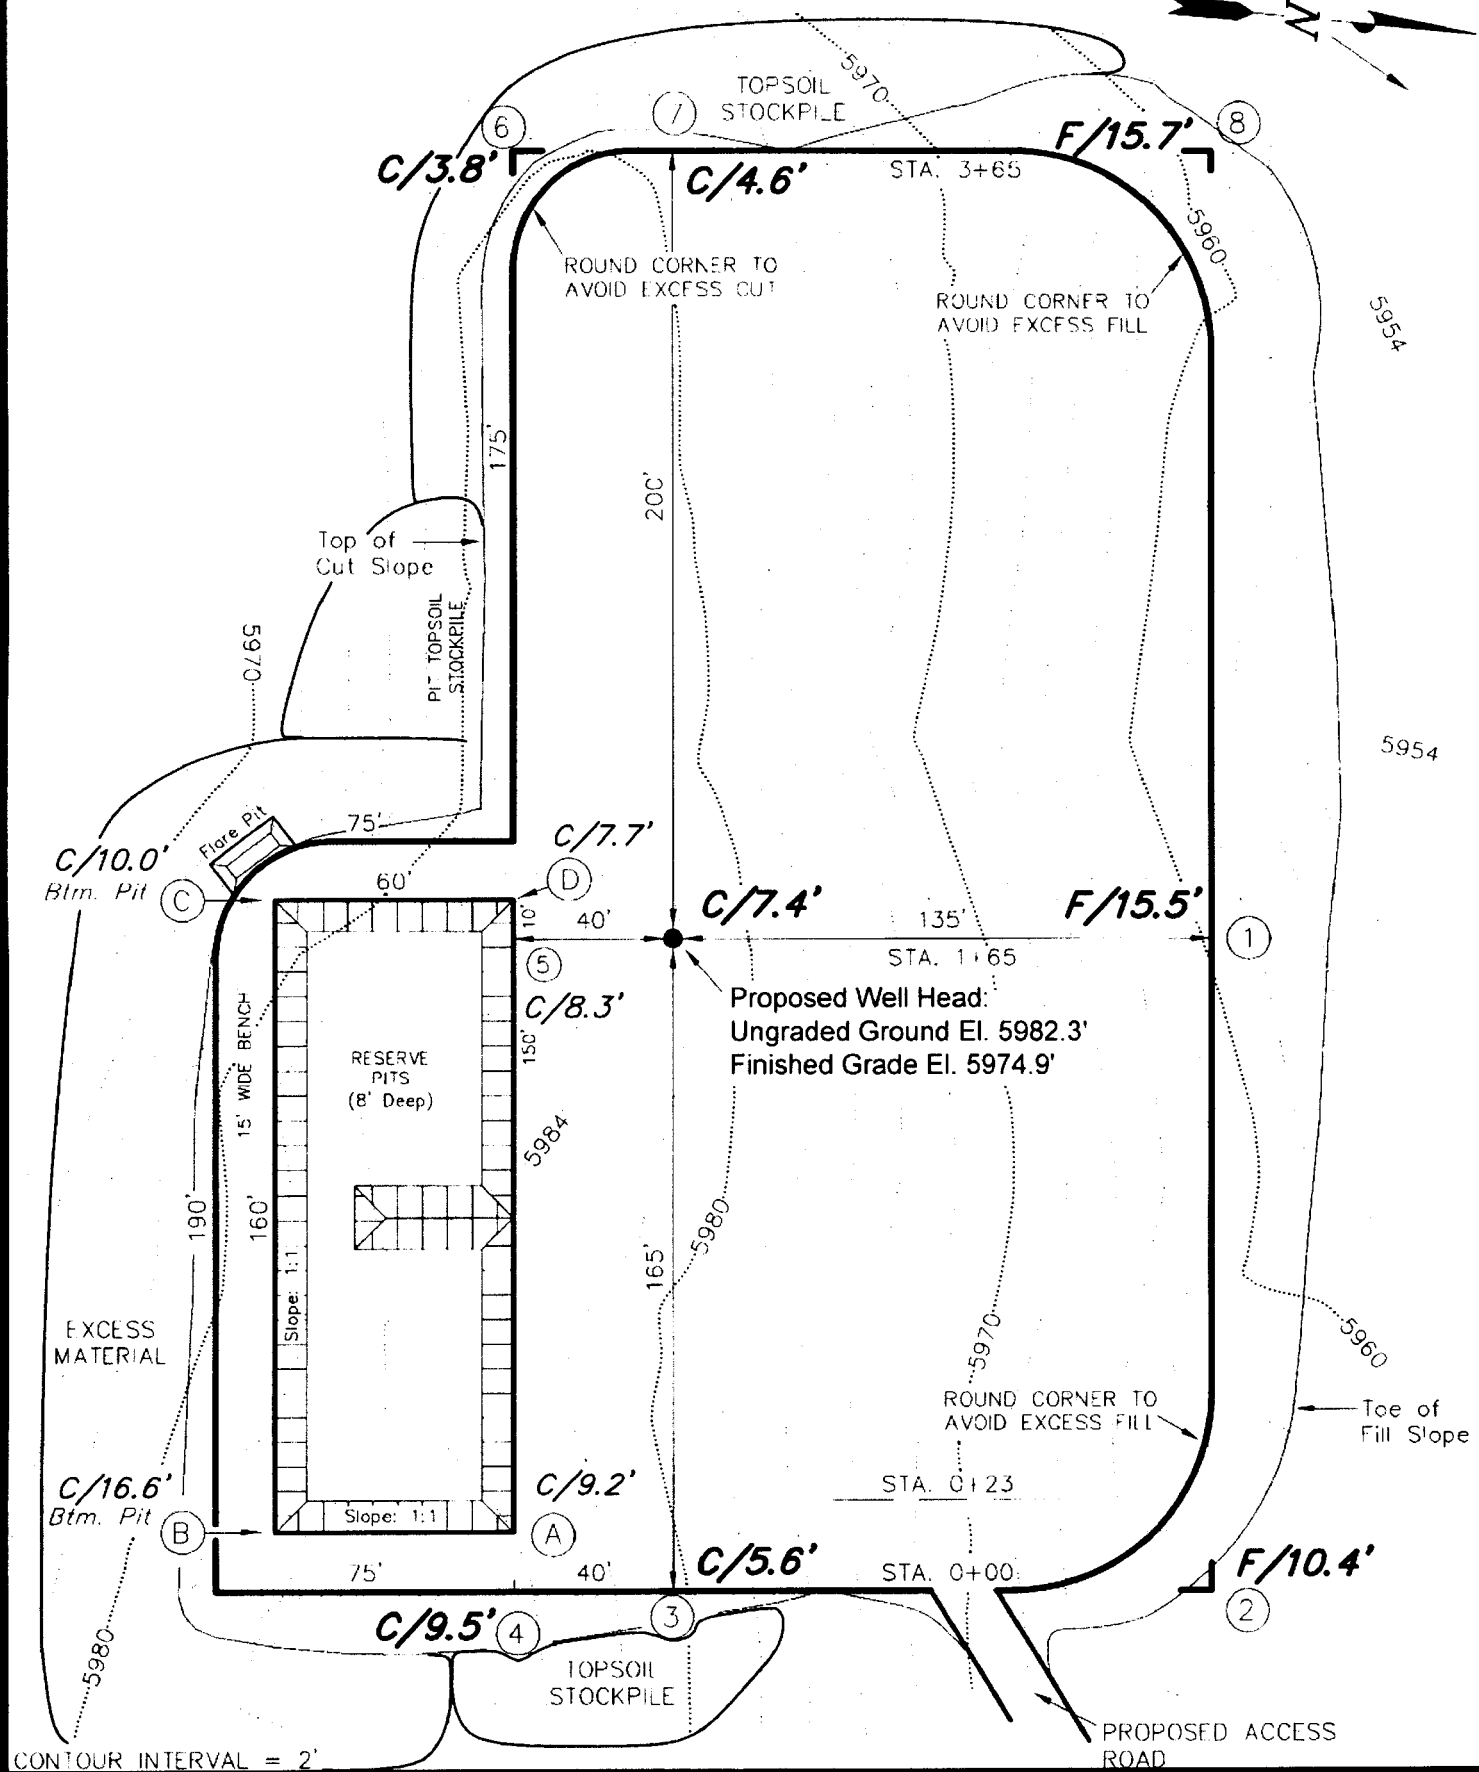 N
5970
TOPSOIL
STOCKPILE
6
7
8
C/3.8'
C/4.6'
F/15.7'
STA. 3+65
5960
ROUND CORNER TO
AVOID EXCESS CUT
ROUND CORNER TO
AVOID EXCESS FILL
5954
175'
200'
Top of
Cut Slope
PIT TOPSOIL
STOCKPILE
5970
5954
Flare Pit
75'
C/7.7'
C/10.0'
Btm. Pit
C
60'
D
10'
40'
C/7.4'
135'
F/15.5'
STA. 1+65
1
5
C/8.3'
Proposed Well Head:
Ungraded Ground El. 5982.3'
Finished Grade El. 5974.9'
15' WIDE BENCH
RESERVE
PITS
(8' Deep)
150'
5984
190'
160'
5980
165'
Slope: 1:1
EXCESS
MATERIAL
5970
5960
ROUND CORNER TO
AVOID EXCESS FILL
Toe of
Fill Slope
C/16.6'
Btm. Pit
B
C/9.2'
STA. 0+23
Slope: 1:1
A
75'
40'
C/5.6'
STA. 0+00
F/10.4'
2
C/9.5'
4
3
5980
TOPSOIL
STOCKPILE
PROPOSED ACCESS
ROAD
CONTOUR INTERVAL = 2'